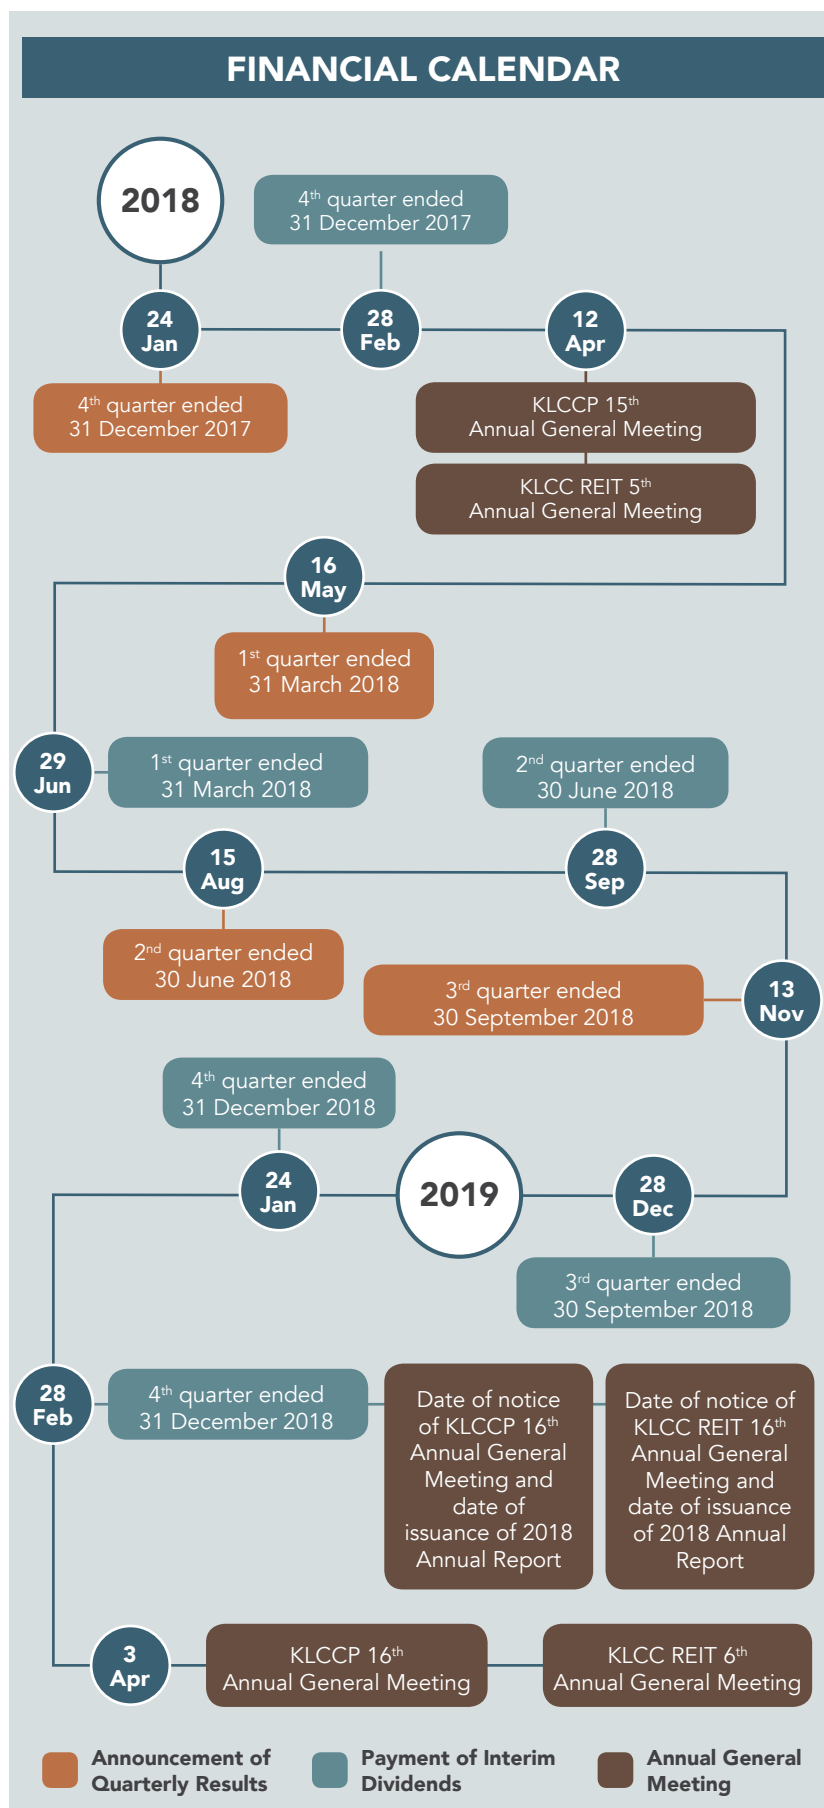 FINANCIAL CALENDAR
2018
4th quarter ended
31 December 2017
24
Jan
28
Feb
12
Apr
4th quarter ended
31 December 2017
KLCCP 15th
Annual General Meeting
KLCC REIT 5th
Annual General Meeting
16
May
1st quarter ended
31 March 2018
29
Jun
1st quarter ended
31 March 2018
2nd quarter ended
30 June 2018
15
Aug
28
Sep
2nd quarter ended
30 June 2018
3rd quarter ended
30 September 2018
13
Nov
4th quarter ended
31 December 2018
24
Jan
2019
28
Dec
3rd quarter ended
30 September 2018
28
Feb
4th quarter ended
31 December 2018
Date of notice
of KLCCP 16th
Annual General
Meeting and
date of
issuance of 2018
Annual Report
Date of notice of
KLCC REIT 16th
Annual General
Meeting and
date of issuance
of 2018 Annual
Report
3
Apr
KLCCP 16th
Annual General Meeting
KLCC REIT 6th
Annual General Meeting
Announcement of
Quarterly Results
Payment of Interim
Dividends
Annual General
Meeting